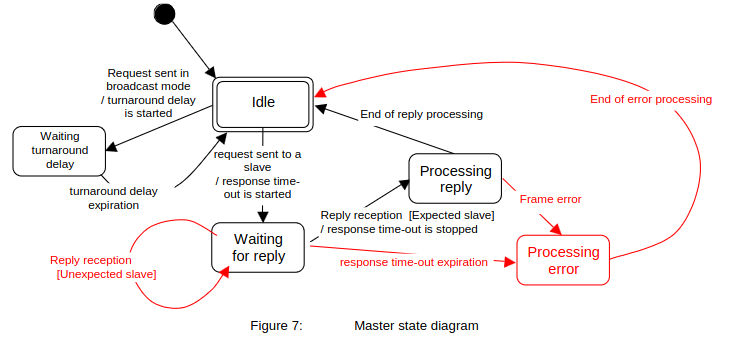 Request sent in
broadcast mode
/ turnaround delay
is started
Idle
End of error processing
End of reply processing
Waiting
turnaround
delay
request sent to a
slave
/ response time-
out is started
Processing
reply
turnaround delay
expiration
Frame error
Reply reception [Expected slave]
/ response time-out is stopped
Waiting
for reply
Processing
error
Reply reception
[Unexpected slave]
response time-out expiration
Figure 7: Master state diagram